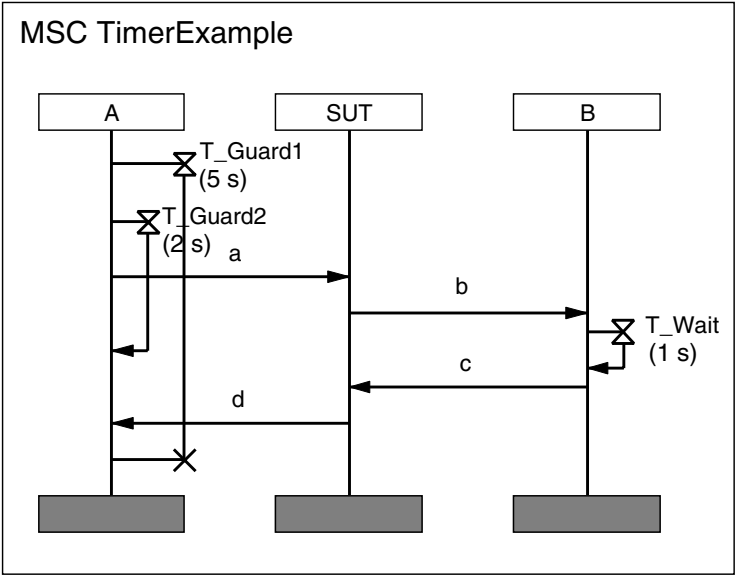 MSC TimerExample
A
SUT
B
T_Guard1
(5 s)
T_Guard2
(2 s)
a
b
T_Wait
(1 s)
c
d